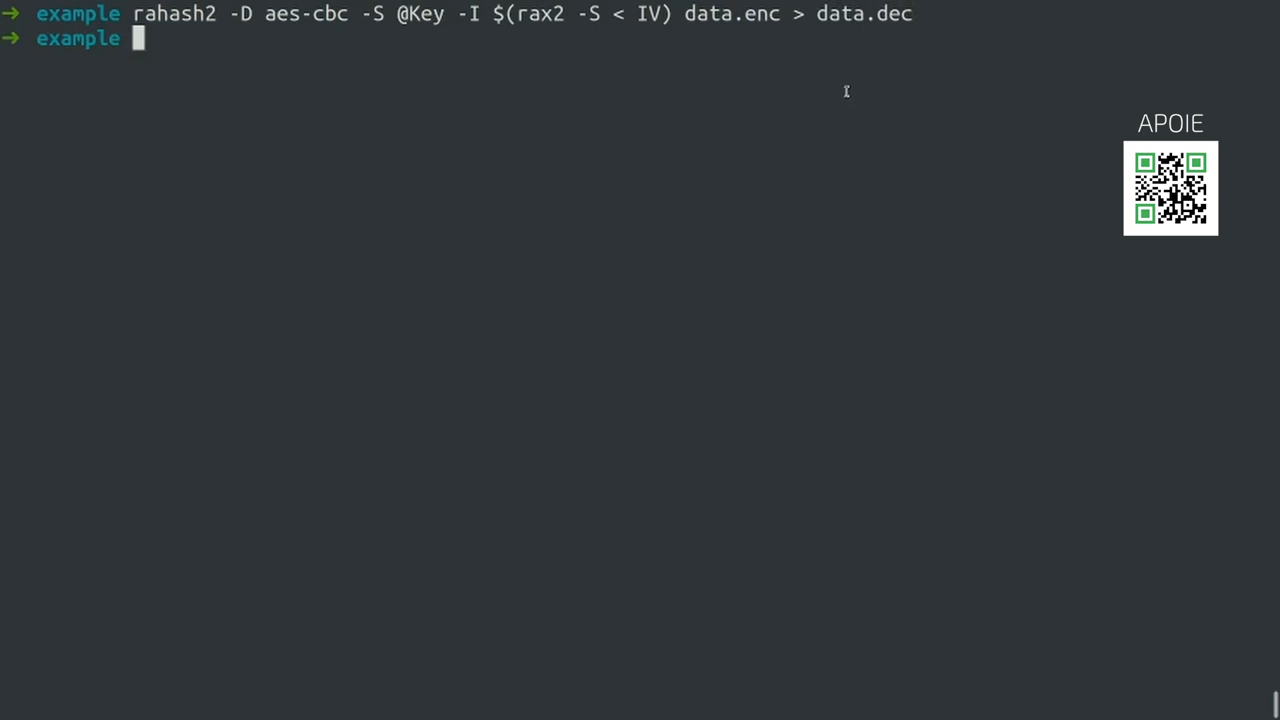 ➜ example rahash2 -D aes-cbc -S @Key -I $(rax2 -S < IV) data.enc > data.dec
➜ example
APOIE